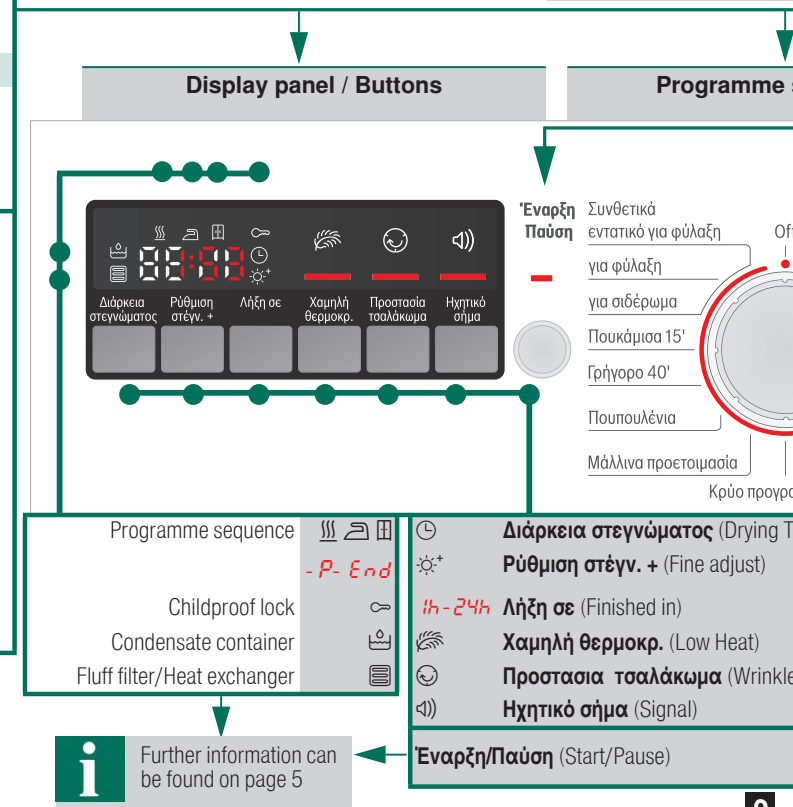 Display panel / Buttons
Programme
Έναρξη
Παύση
Συνθετικά
εντατικό για φύλαξη
για φύλαξη
για σιδέρωμα
Πουκάμισα 15'
Γρήγορο 40'
Πουπουλένια
Μάλλινα προετοιμασία
Κρύο
Off
88:88
Διάρκεια
στεγνώματος
Ρύθμιση
στέγν. +
Λήξη σε
Χαμηλή
θερμοκρ.
Προστασία
τσαλάκωμα
Ηχητικό
σήμα
Programme sequence
- P- End
Childproof lock
Condensate container
Fluff filter/Heat exchanger
Διάρκεια στεγνώματος (Drying
Ρύθμιση στέγν. + (Fine adjust)
1h - 24h Λήξη σε (Finished in)
Χαμηλή θερμοκρ. (Low Heat)
Προστασια τσαλάκωμα (Wrinkle
Ηχητικό σήμα (Signal)
Έναρξη/Παύση (Start/Pause)
i
Further information can
be found on page 5